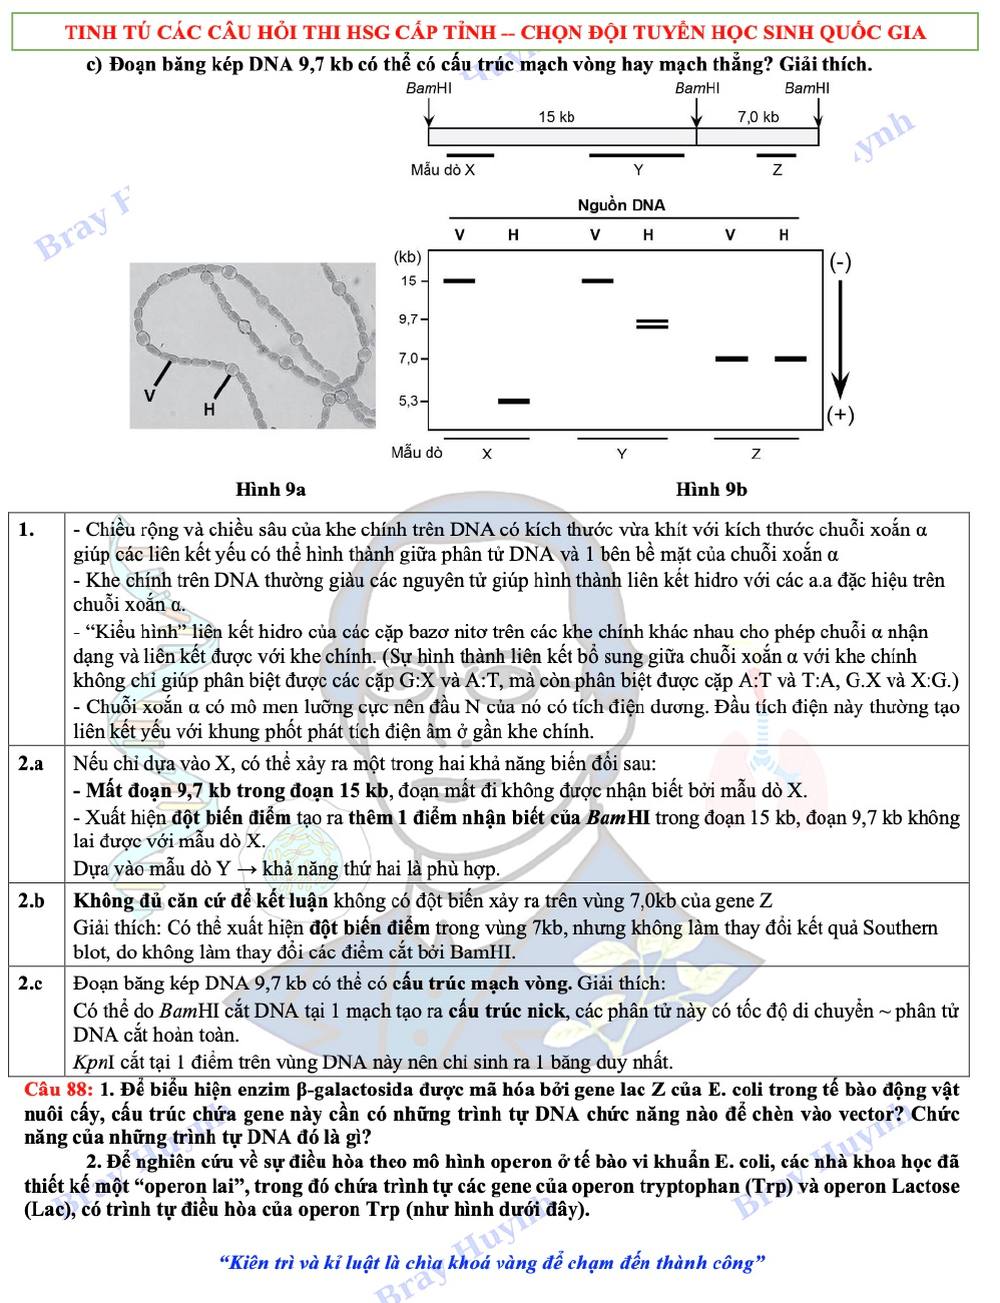 TINH TÚ CÁC CÂU HỎI THI HSG CẤP TỈNH -- CHỌN ĐỘI TUYỂN HỌC SINH QUỐC GIA
c) Đoạn băng kép DNA 9,7 kb có thể có cấu trúc mạch vòng hay mạch thẳng? Giải thích.
BamHI BamHI BamHI
15 kb 7,0 kb
Mẫu dò X Y Z
Nguồn DNA
V H V H V H
(kb)
15
9,7
7,0
5,3
(-)
(+)
Mẫu dò X Y Z
V
H
Hình 9a Hình 9b
1. - Chiều rộng và chiều sâu của khe chính trên DNA có kích thước vừa khít với kích thước chuỗi xoắn α
giúp các liên kết yếu có thể hình thành giữa phân tử DNA và 1 bên bề mặt của chuỗi xoắn α
- Khe chính trên DNA thường giàu các nguyên tử giúp hình thành liên kết hidro với các a.a đặc hiệu trên
chuỗi xoắn α.
- “Kiểu hình” liên kết hidro của các cặp bazơ nitơ trên các khe chính khác nhau cho phép chuỗi α nhận
dạng và liên kết được với khe chính. (Sự hình thành liên kết bổ sung giữa chuỗi xoắn α với khe chính
không chỉ giúp phân biệt được các cặp G:X và A:T, mà còn phân biệt được cặp A:T và T:A, G.X và X:G.)
- Chuỗi xoắn α có mô men lưỡng cực nên đầu N của nó có tích điện dương. Đầu tích điện này thường tạo
liên kết yếu với khung phốt phát tích điện âm ở gần khe chính.
2.a Nếu chỉ dựa vào X, có thể xảy ra một trong hai khả năng biến đổi sau:
- Mất đoạn 9,7 kb trong đoạn 15 kb, đoạn mất đi không được nhận biết bởi mẫu dò X.
- Xuất hiện đột biến điểm tạo ra thêm 1 điểm nhận biết của BamHI trong đoạn 15 kb, đoạn 9,7 kb không
lai được với mẫu dò X.
Dựa vào mẫu dò Y → khả năng thứ hai là phù hợp.
2.b Không đủ căn cứ để kết luận không có đột biến xảy ra trên vùng 7,0kb của gene Z
Giải thích: Có thể xuất hiện đột biến điểm trong vùng 7kb, nhưng không làm thay đổi kết quả Southern
blot, do không làm thay đổi các điểm cắt bởi BamHI.
2.c Đoạn băng kép DNA 9,7 kb có thể có cấu trúc mạch vòng. Giải thích:
Có thể do BamHI cắt DNA tại 1 mạch tạo ra cấu trúc nick, các phân tử này có tốc độ di chuyển ~ phân tử
DNA cắt hoàn toàn.
KpnI cắt tại 1 điểm trên vùng DNA này nên chỉ sinh ra 1 băng duy nhất.
Câu 88: 1. Để biểu hiện enzim β-galactosida được mã hóa bởi gene lac Z của E. coli trong tế bào động vật
nuôi cấy, cấu trúc chứa gene này cần có những trình tự DNA chức năng nào để chèn vào vector? Chức
năng của những trình tự DNA đó là gì?
2. Để nghiên cứu về sự điều hòa theo mô hình operon ở tế bào vi khuẩn E. coli, các nhà khoa học đã
thiết kế một “operon lai”, trong đó chứa trình tự các gene của operon tryptophan (Trp) và operon Lactose
(Lac), có trình tự điều hòa của operon Trp (như hình dưới đây).
“Kiên trì và kỉ luật là chìa khoá vàng để chạm đến thành công”
Bray Huynh
Bray Huynh
Bray Huynh